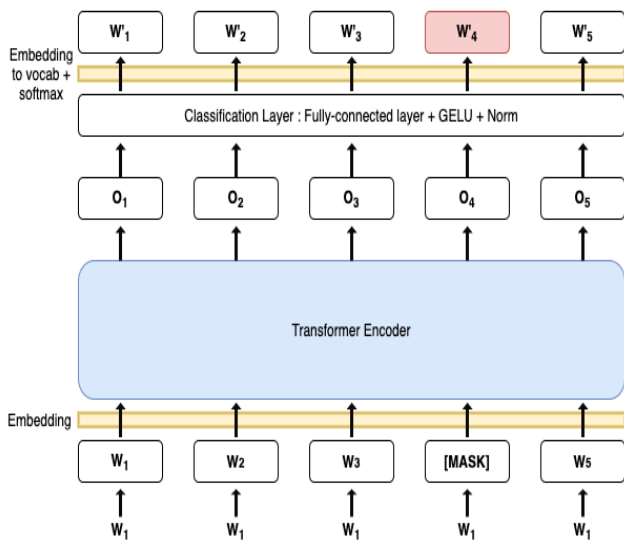 W'1 W'2 W'3 W'4 W'5
Embedding
to vocab +
softmax
Classification Layer : Fully-connected layer + GELU + Norm
O1 O2 O3 O4 O5
Transformer Encoder
Embedding
W1 W2 W3 [MASK] W5
W1 W1 W1 W1 W1